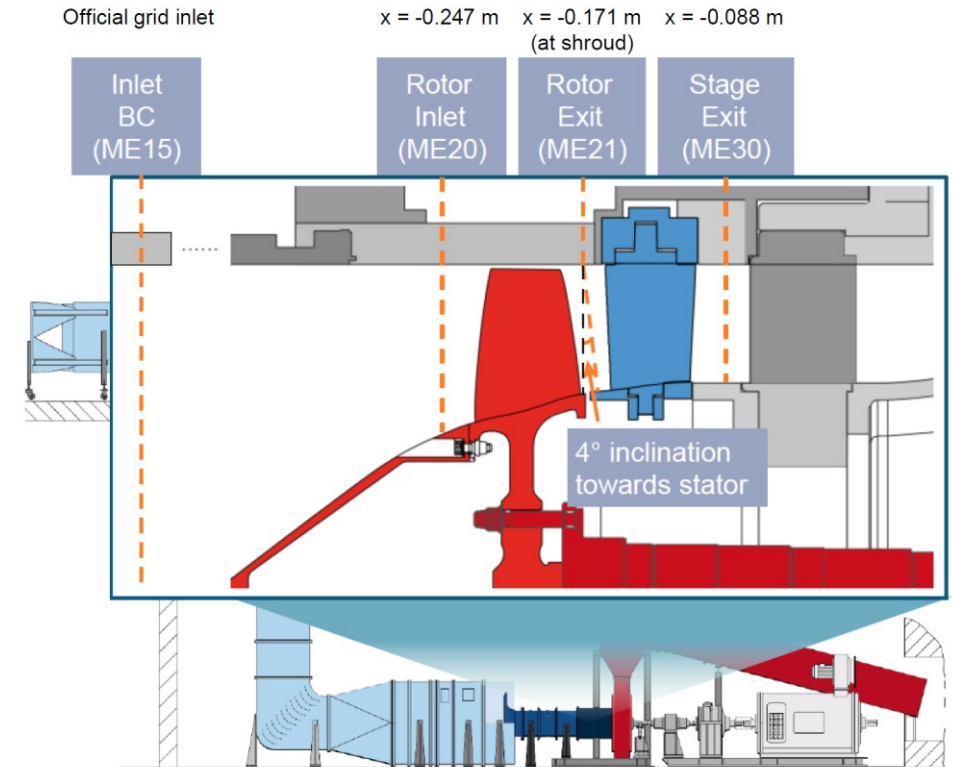 Official grid inlet
x = -0.247 m
x = -0.171 m
(at shroud)
x = -0.088 m
Inlet
BC
(ME15)
Rotor
Inlet
(ME20)
Rotor
Exit
(ME21)
Stage
Exit
(ME30)
4° inclination
towards stator